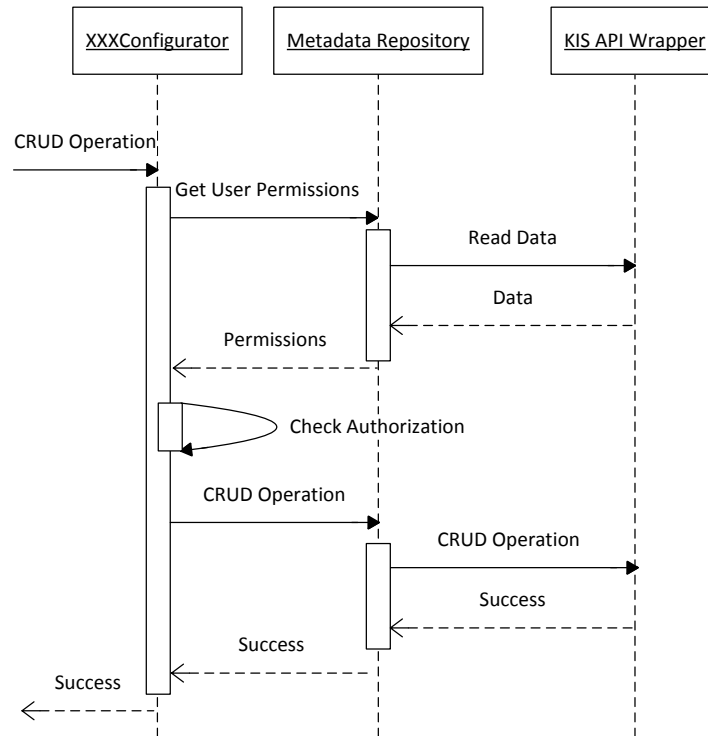 XXXConfigurator
Metadata Repository
KIS API Wrapper
CRUD Operation
Get User Permissions
Read Data
Data
Permissions
Check Authorization
CRUD Operation
CRUD Operation
Success
Success
Success